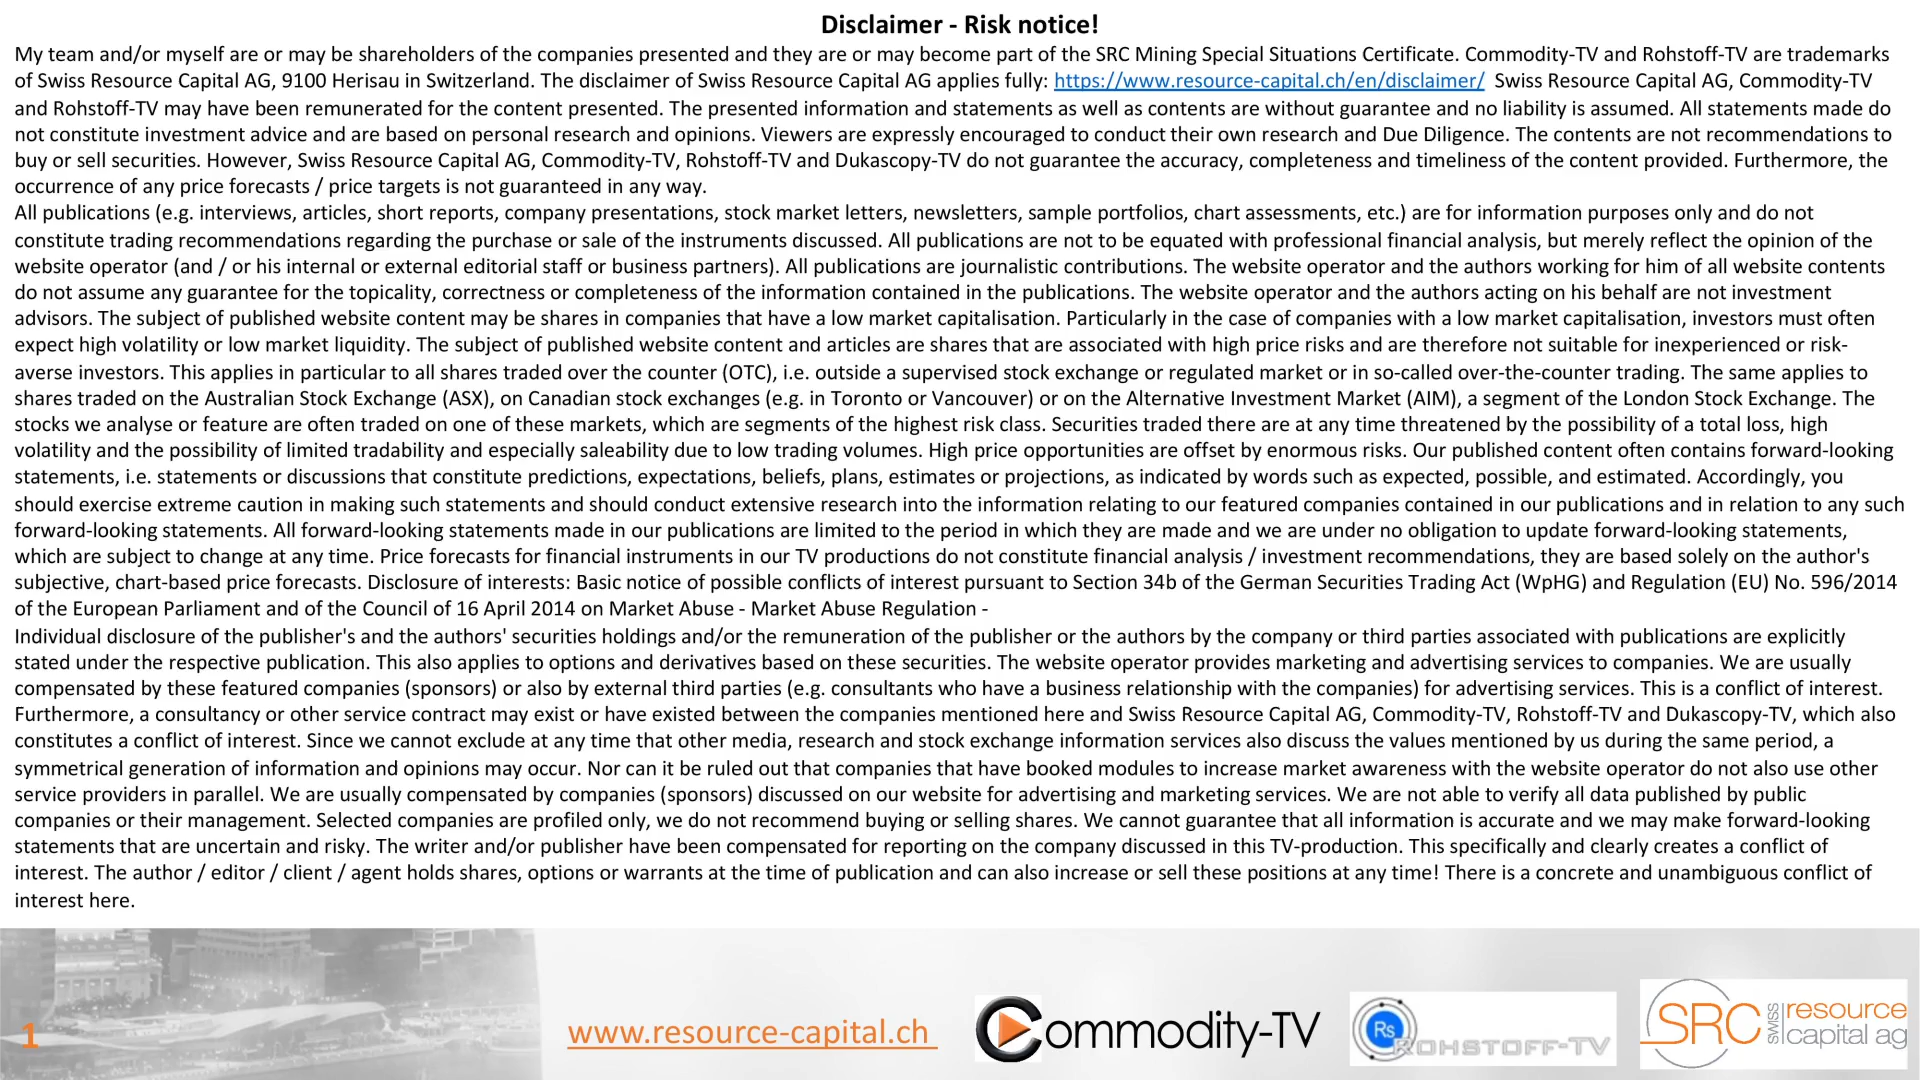 Disclaimer - Risk notice!
My team and/or myself are or may be shareholders of the companies presented and they are or may become part of the SRC Mining Special Situations Certificate. Commodity-TV and Rohstoff-TV are trademarks
of Swiss Resource Capital AG, 9100 Herisau in Switzerland. The disclaimer of Swiss Resource Capital AG applies fully: https://www.resource-capital.ch/en/disclaimer/ Swiss Resource Capital AG, Commodity-TV
and Rohstoff-TV may have been remunerated for the content presented. The presented information and statements as well as contents are without guarantee and no liability is assumed. All statements made do
not constitute investment advice and are based on personal research and opinions. Viewers are expressly encouraged to conduct their own research and Due Diligence. The contents are not recommendations to
buy or sell securities. However, Swiss Resource Capital AG, Commodity-TV, Rohstoff-TV and Dukascopy-TV do not guarantee the accuracy, completeness and timeliness of the content provided. Furthermore, the
occurrence of any price forecasts / price targets is not guaranteed in any way.
All publications (e.g. interviews, articles, short reports, company presentations, stock market letters, newsletters, sample portfolios, chart assessments, etc.) are for information purposes only and do not
constitute trading recommendations regarding the purchase or sale of the instruments discussed. All publications are not to be equated with professional financial analysis, but merely reflect the opinion of the
website operator (and / or his internal or external editorial staff or business partners). All publications are journalistic contributions. The website operator and the authors working for him of all website contents
do not assume any guarantee for the topicality, correctness or completeness of the information contained in the publications. The website operator and the authors acting on his behalf are not investment
advisors. The subject of published website content may be shares in companies that have a low market capitalisation. Particularly in the case of companies with a low market capitalisation, investors must often
expect high volatility or low market liquidity. The subject of published website content and articles are shares that are associated with high price risks and are therefore not suitable for inexperienced or risk-
averse investors. This applies in particular to all shares traded over the counter (OTC), i.e. outside a supervised stock exchange or regulated market or in so-called over-the-counter trading. The same applies to
shares traded on the Australian Stock Exchange (ASX), on Canadian stock exchanges (e.g. in Toronto or Vancouver) or on the Alternative Investment Market (AIM), a segment of the London Stock Exchange. The
stocks we analyse or feature are often traded on one of these markets, which are segments of the highest risk class. Securities traded there are at any time threatened by the possibility of a total loss, high
volatility and the possibility of limited tradability and especially saleability due to low trading volumes. High price opportunities are offset by enormous risks. Our published content often contains forward-looking
statements, i.e. statements or discussions that constitute predictions, expectations, beliefs, plans, estimates or projections, as indicated by words such as expected, possible, and estimated. Accordingly, you
should exercise extreme caution in making such statements and should conduct extensive research into the information relating to our featured companies contained in our publications and in relation to any such
forward-looking statements. All forward-looking statements made in our publications are limited to the period in which they are made and we are under no obligation to update forward-looking statements,
which are subject to change at any time. Price forecasts for financial instruments in our TV productions do not constitute financial analysis / investment recommendations, they are based solely on the author's
subjective, chart-based price forecasts. Disclosure of interests: Basic notice of possible conflicts of interest pursuant to Section 34b of the German Securities Trading Act (WpHG) and Regulation (EU) No. 596/2014
of the European Parliament and of the Council of 16 April 2014 on Market Abuse - Market Abuse Regulation -
Individual disclosure of the publisher's and the authors' securities holdings and/or the remuneration of the publisher or the authors by the company or third parties associated with publications are explicitly
stated under the respective publication. This also applies to options and derivatives based on these securities. The website operator provides marketing and advertising services to companies. We are usually
compensated by these featured companies (sponsors) or also by external third parties (e.g. consultants who have a business relationship with the companies) for advertising services. This is a conflict of interest.
Furthermore, a consultancy or other service contract may exist or have existed between the companies mentioned here and Swiss Resource Capital AG, Commodity-TV, Rohstoff-TV and Dukascopy-TV, which also
constitutes a conflict of interest. Since we cannot exclude at any time that other media, research and stock exchange information services also discuss the values mentioned by us during the same period, a
symmetrical generation of information and opinions may occur. Nor can it be ruled out that companies that have booked modules to increase market awareness with the website operator do not also use other
service providers in parallel. We are usually compensated by companies (sponsors) discussed on our website for advertising and marketing services. We are not able to verify all data published by public
companies or their management. Selected companies are profiled only, we do not recommend buying or selling shares. We cannot guarantee that all information is accurate and we may make forward-looking
statements that are uncertain and risky. The writer and/or publisher have been compensated for reporting on the company discussed in this TV-production. This specifically and clearly creates a conflict of
interest. The author / editor / client / agent holds shares, options or warrants at the time of publication and can also increase or sell these positions at any time! There is a concrete and unambiguous conflict of
interest here.
1
www.resource-capital.ch
Commodity-TV
Rs
ROHSTOFF-TV
SRC SWISS resource capital ag